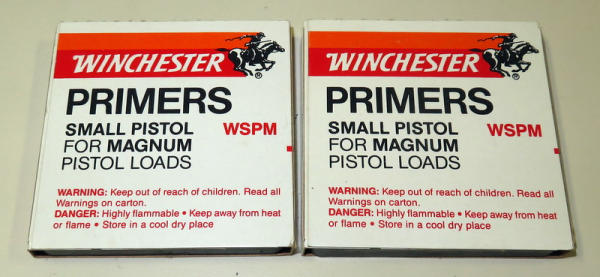 WINCHESTER ®
PRIMERS
SMALL PISTOL WSPM
FOR MAGNUM
PISTOL LOADS
WARNING: Keep out of reach of children. Read all
Warnings on carton.
DANGER: Highly flammable • Keep away from heat
or flame • Store in a cool dry place
WINCHESTER ®
PRIMERS
SMALL PISTOL WSPM
FOR MAGNUM
PISTOL LOADS
WARNING: Keep out of reach of children. Read all
Warnings on carton.
DANGER: Highly flammable • Keep away from heat
or flame • Store in a cool dry place